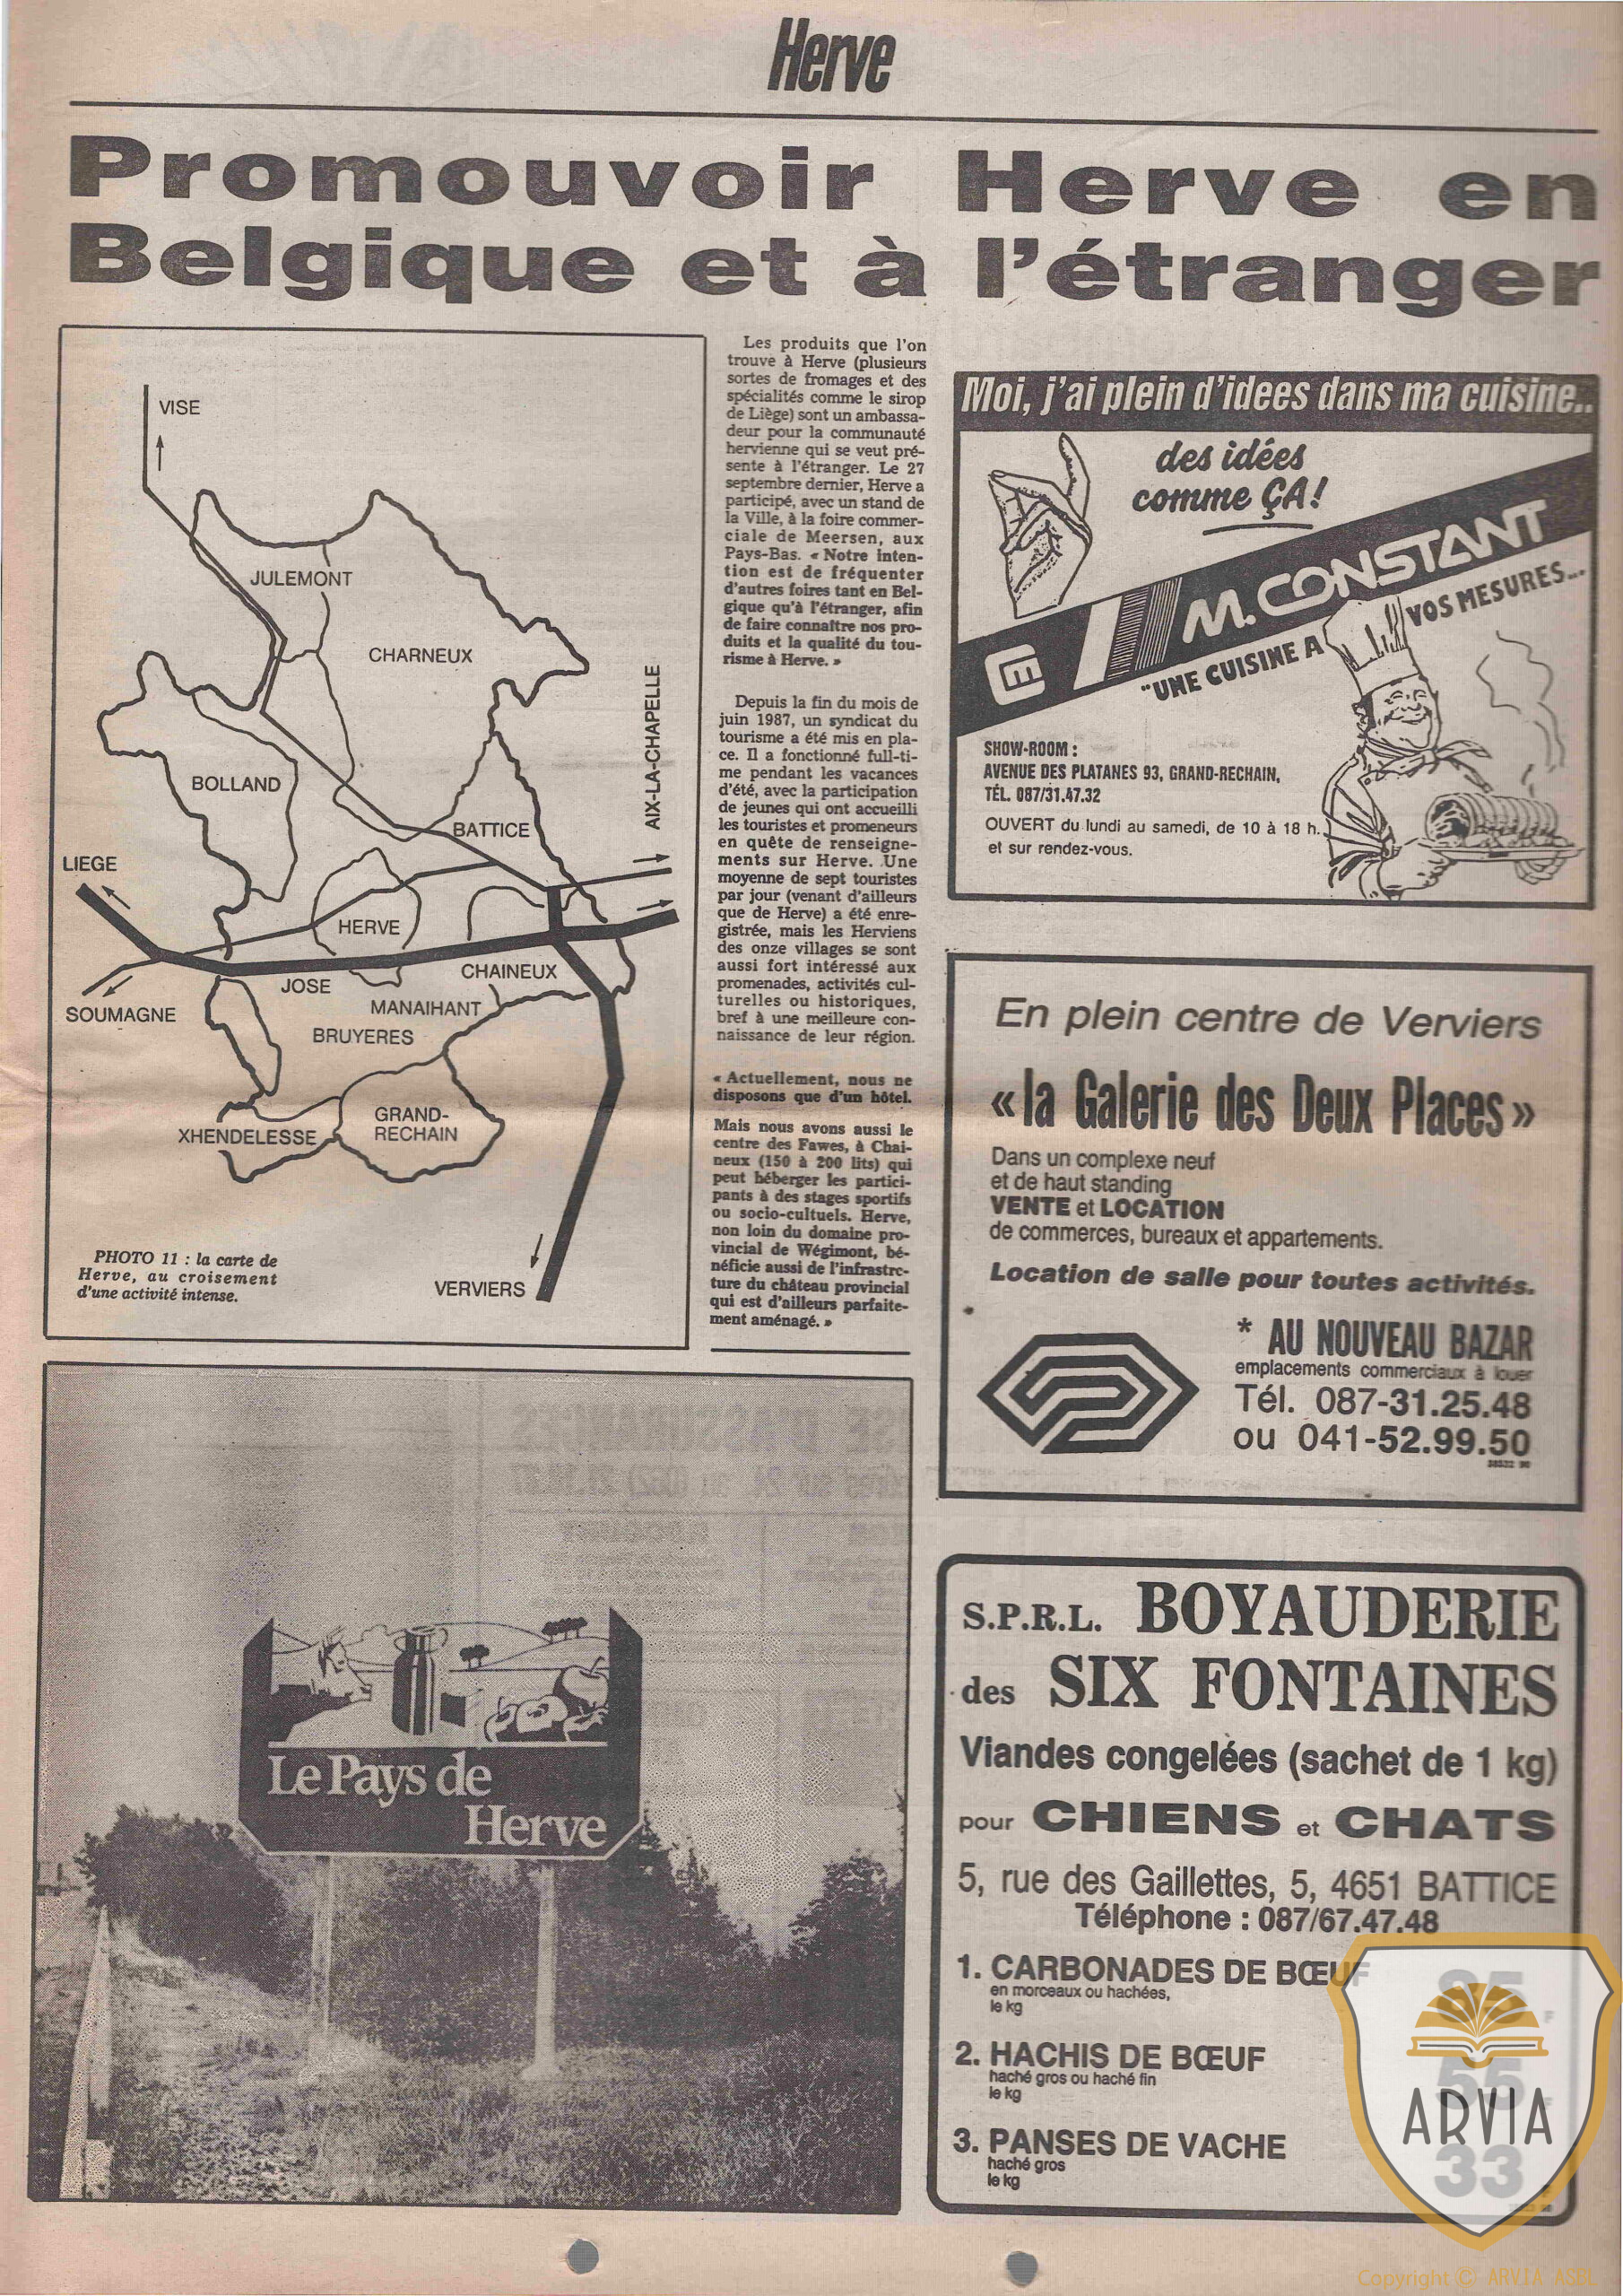 Herve
Promouvoir Herve en
Belgique et à l'étranger
VISE
JULEMONT
CHARNEUX
AIX-LA-CHAPELLE
BOLLAND
BATTICE
LIEGE
HERVE
CHAINEUX
JOSE
MANAIHANT
SOUMAGNE
BRUYERES
GRAND-
RECHAIN
XHENDELESSE
VERVIERS
PHOTO 11 : la carte de
Herve, au croisement
d'une activité intense.
Les produits que l'on
trouve à Herve (plusieurs
sortes de fromages et des
spécialités comme le sirop
de Liège) sont un ambassa-
deur pour la communauté
hervienne qui se veut pré-
sente à l'étranger. Le 27
septembre dernier, Herve a
participé, avec un stand de
la Ville, à la foire commer-
ciale de Meersen, aux
Pays-Bas. « Notre inten-
tion est de fréquenter
d'autres foires tant en Bel-
gique qu'à l'étranger, afin
de faire connaître nos pro-
duits et la qualité du tou-
risme à Herve. »
Depuis la fin du mois de
juin 1987, un syndicat du
tourisme a été mis en pla-
ce. Il a fonctioné full-ti-
me pendant les vacances
d'été, avec la participation
de jeunes qui ont accueilli
les touristes et promeneurs
en quête de renseigne-
ments sur Herve. Une
moyenne de sept touristes
par jour (venant d'ailleurs
que de Herve) a été enre-
gistrée, mais les Herviens
des onze villages se sont
aussi fort intéressé aux
promenades, activités cul-
turelles ou historiques,
bref à une meilleure con-
naissance de leur région.
« Actuellement, nous ne
disposons que d'un hôtel.
Mais nous avons aussi le
centre des Fawes, à Chai-
neux (150 à 200 lits) qui
peut héberger les partici-
pants à des stages sportifs
ou socio-cultuels. Herve,
non loin du domaine pro-
vincial de Wégimont, bé-
néficie aussi de l'infrastrc-
ture du château provincial
qui est d'ailleurs parfaite-
ment aménagé. »
Le Pays de
Herve
Moi, j'ai plein d'idees dans ma cuisine..
des idées
comme ÇA!
M. CONSTANT
"UNE CUISINE A
VOS MESURES...
SHOW-ROOM :
AVENUE DES PLATANES 93, GRAND-RECHAIN,
TÉL. 087/31.47.32
OUVERT du lundi au samedi, de 10 à 18 h.
et sur rendez-vous.
En plein centre de Verviers
« la Galerie des Deux Places »
Dans un complexe neuf
et de haut standing
VENTE et LOCATION
de commerces, bureaux et appartements.
Location de salle pour toutes activités.
* AU NOUVEAU BAZAR
emplacements commerciaux à louer
Tél. 087-31.25.48
ou 041-52.99.50
S.P.R.L. BOYAUDERIE
des SIX FONTAINES
Viandes congelées (sachet de 1 kg)
pour CHIENS et CHATS
5, rue des Gaillettes, 5, 4651 BATTICE
Téléphone : 087/67.47.48
1. CARBONADES DE BŒUF
en morceaux ou hachées,
le kg
2. HACHIS DE BŒUF
haché gros ou haché fin
le kg
55
3. PANSES DE VACHE
haché gros
le kg
33
ARVIA
Copyright © ARVIA ASBL